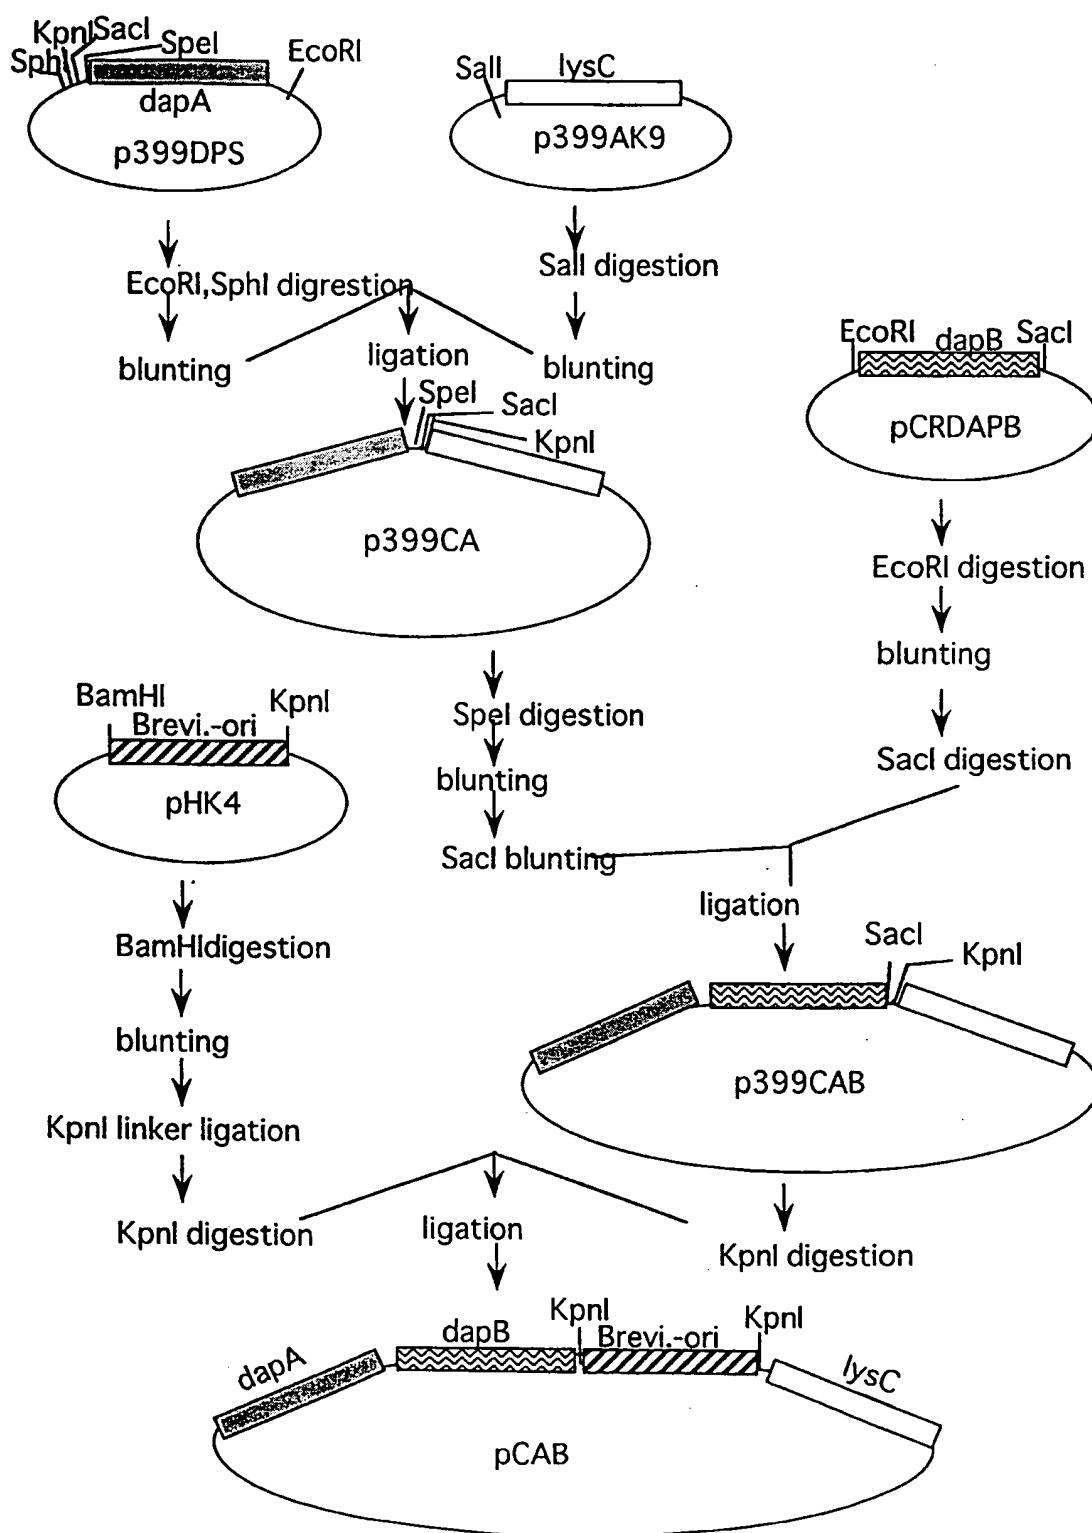 KpnI SacI
SphI
SpeI
EcoRI
dapA
p399DPS
SalI
lysC
p399AK9
EcoRI,SphI digrestion
SalI digestion
blunting
ligation
blunting
EcoRI dapB SacI
pCRDAPB
SpeI
SacI
KpnI
p399CA
EcoRI digestion
blunting
SacI digestion
BamHI
KpnI
Brevi.-ori
pHK4
SpeI digestion
blunting
SacI blunting
ligation
SacI
KpnI
p399CAB
BamHIdigestion
blunting
KpnI linker ligation
KpnI digestion
ligation
KpnI digestion
dapA
dapB
KpnI
Brevi.-ori
KpnI
lysC
pCAB